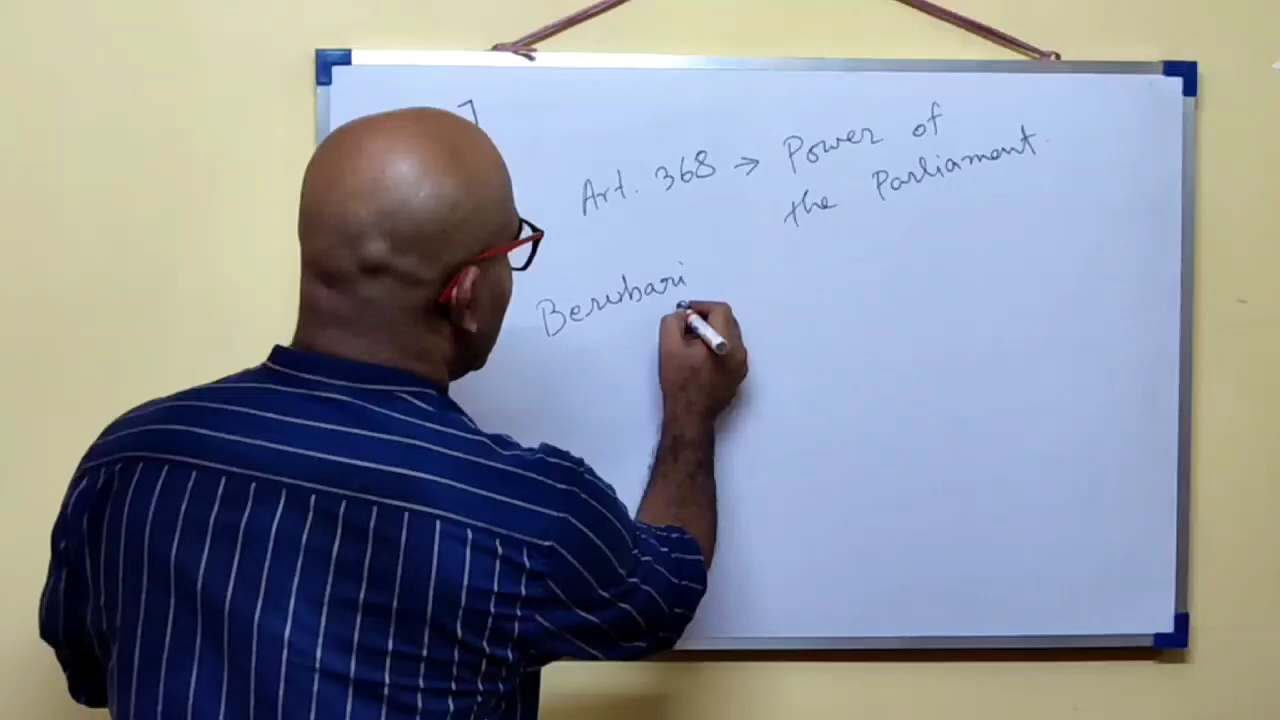 ]
Art. 368 → Power of
the Parliament
Berubari